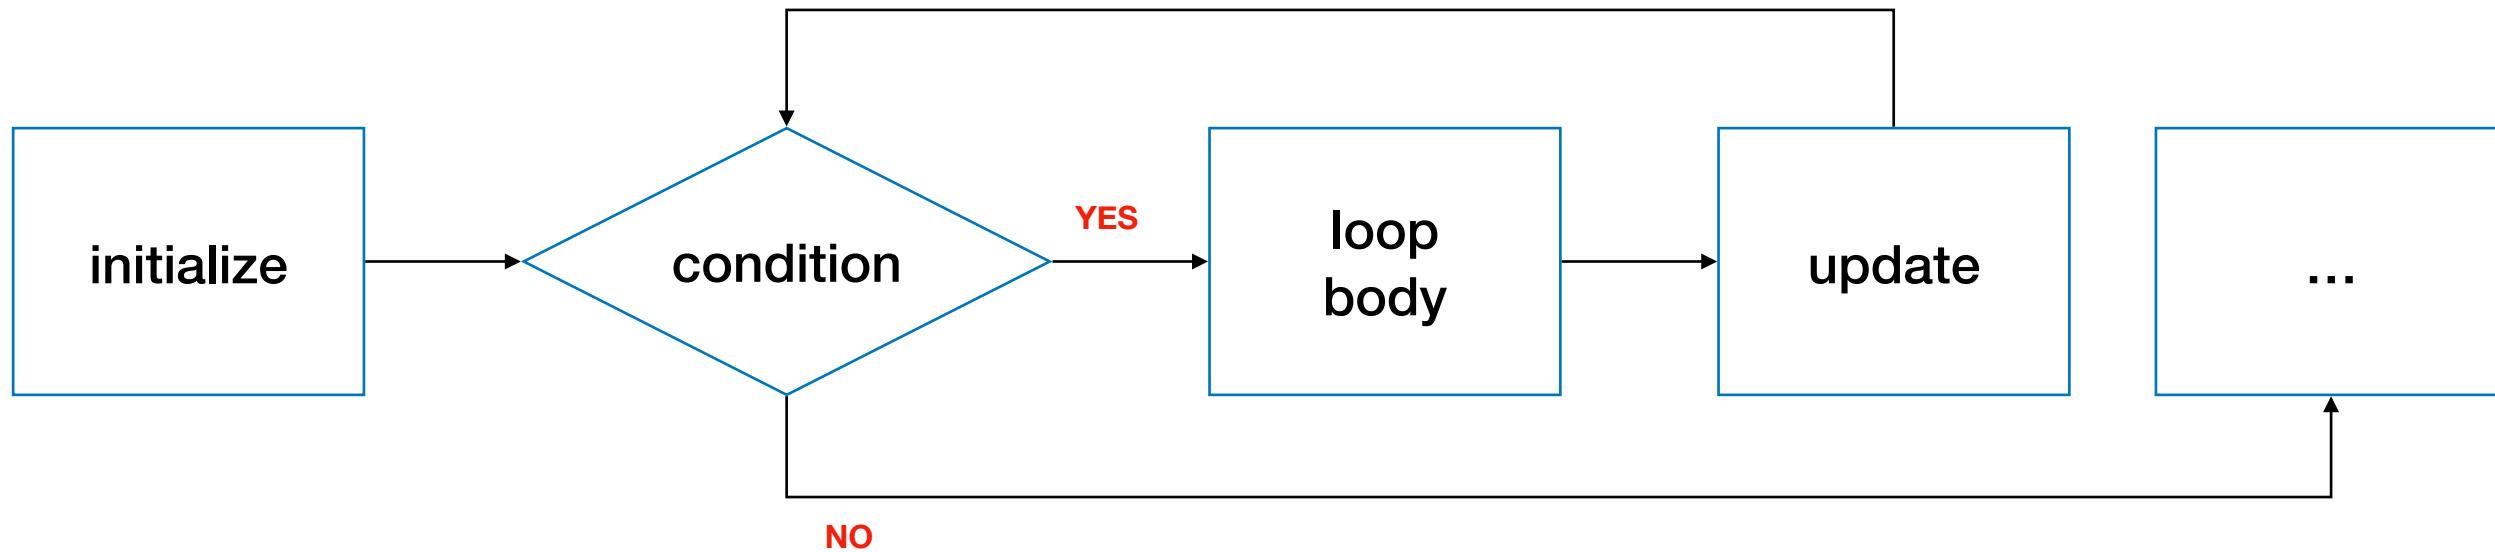 initialize
condition
YES
loop
body
update
...
NO